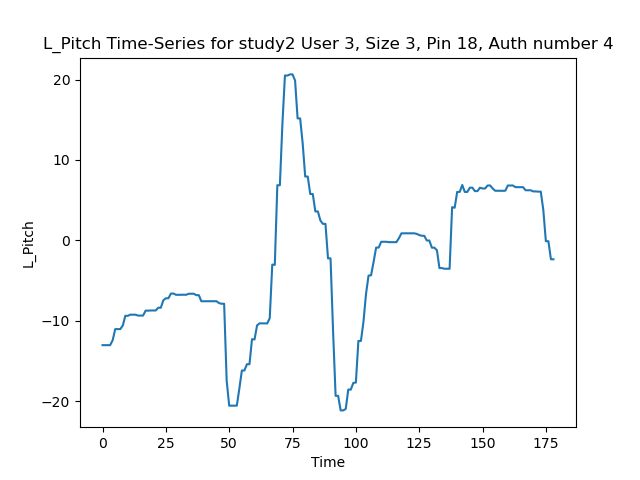 L_Pitch Time-Series for study2 User 3, Size 3, Pin 18, Auth number 4
20
10
0
−10
−20
L_Pitch
0 25 50 75 100 125 150 175
Time